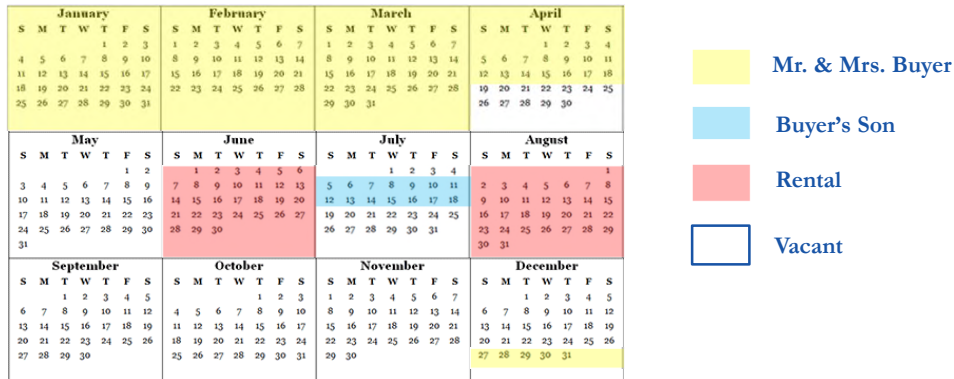 January
S M T W T F S
1 2 3
4 5 6 7 8 9 10
11 12 13 14 15 16 17
18 19 20 21 22 23 24
25 26 27 28 29 30 31
February
S M T W T F S
1 2 3 4 5 6 7
8 9 10 11 12 13 14
15 16 17 18 19 20 21
22 23 24 25 26 27 28
March
S M T W T F S
1 2 3 4 5 6 7
8 9 10 11 12 13 14
15 16 17 18 19 20 21
22 23 24 25 26 27 28
29 30 31
April
S M T W T F S
1 2 3 4
5 6 7 8 9 10 11
12 13 14 15 16 17 18
19 20 21 22 23 24 25
26 27 28 29 30
May
S M T W T F S
1 2
3 4 5 6 7 8 9
10 11 12 13 14 15 16
17 18 19 20 21 22 23
24 25 26 27 28 29 30
31
June
S M T W T F S
1 2 3 4 5 6
7 8 9 10 11 12 13
14 15 16 17 18 19 20
21 22 23 24 25 26 27
28 29 30
July
S M T W T F S
1 2 3 4
5 6 7 8 9 10 11
12 13 14 15 16 17 18
19 20 21 22 23 24 25
26 27 28 29 30 31
August
S M T W T F S
1
2 3 4 5 6 7 8
9 10 11 12 13 14 15
16 17 18 19 20 21 22
23 24 25 26 27 28 29
30 31
September
S M T W T F S
1 2 3 4 5
6 7 8 9 10 11 12
13 14 15 16 17 18 19
20 21 22 23 24 25 26
27 28 29 30
October
S M T W T F S
1 2 3
4 5 6 7 8 9 10
11 12 13 14 15 16 17
18 19 20 21 22 23 24
25 26 27 28 29 30 31
November
S M T W T F S
1 2 3 4 5 6 7
8 9 10 11 12 13 14
15 16 17 18 19 20 21
22 23 24 25 26 27 28
29 30
December
S M T W T F S
1 2 3 4 5
6 7 8 9 10 11 12
13 14 15 16 17 18 19
20 21 22 23 24 25 26
27 28 29 30 31
Mr. & Mrs. Buyer
Buyer's Son
Rental
Vacant